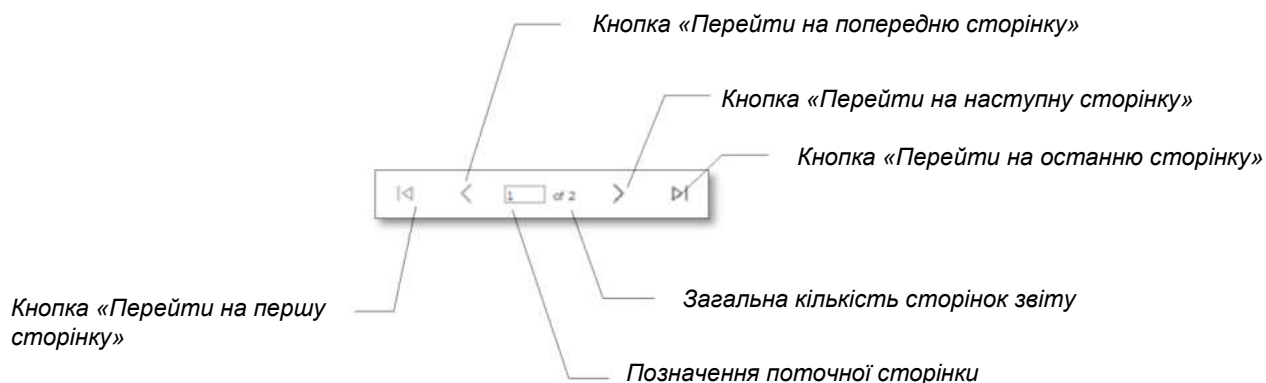 Кнопка «Перейти на попередню сторінку»
Кнопка «Перейти на наступну сторінку»
Кнопка «Перейти на останню сторінку»
1 of 2
Кнопка «Перейти на першу
сторінку»
Загальна кількість сторінок звіту
Позначення поточної сторінки